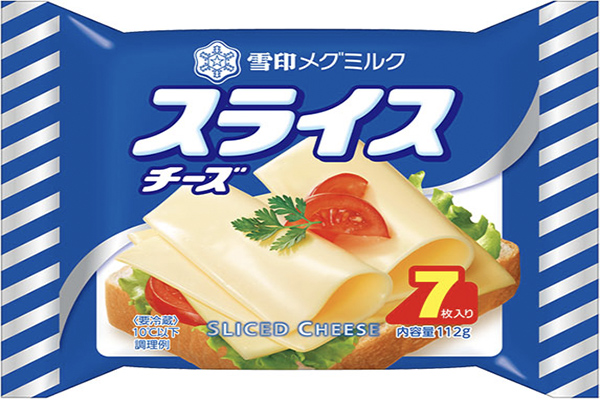 雪印メグミルク
スライス
チーズ
7
枚入り
内容量112g
SLICED CHEESE
〈要冷蔵〉
10℃以下
調理例